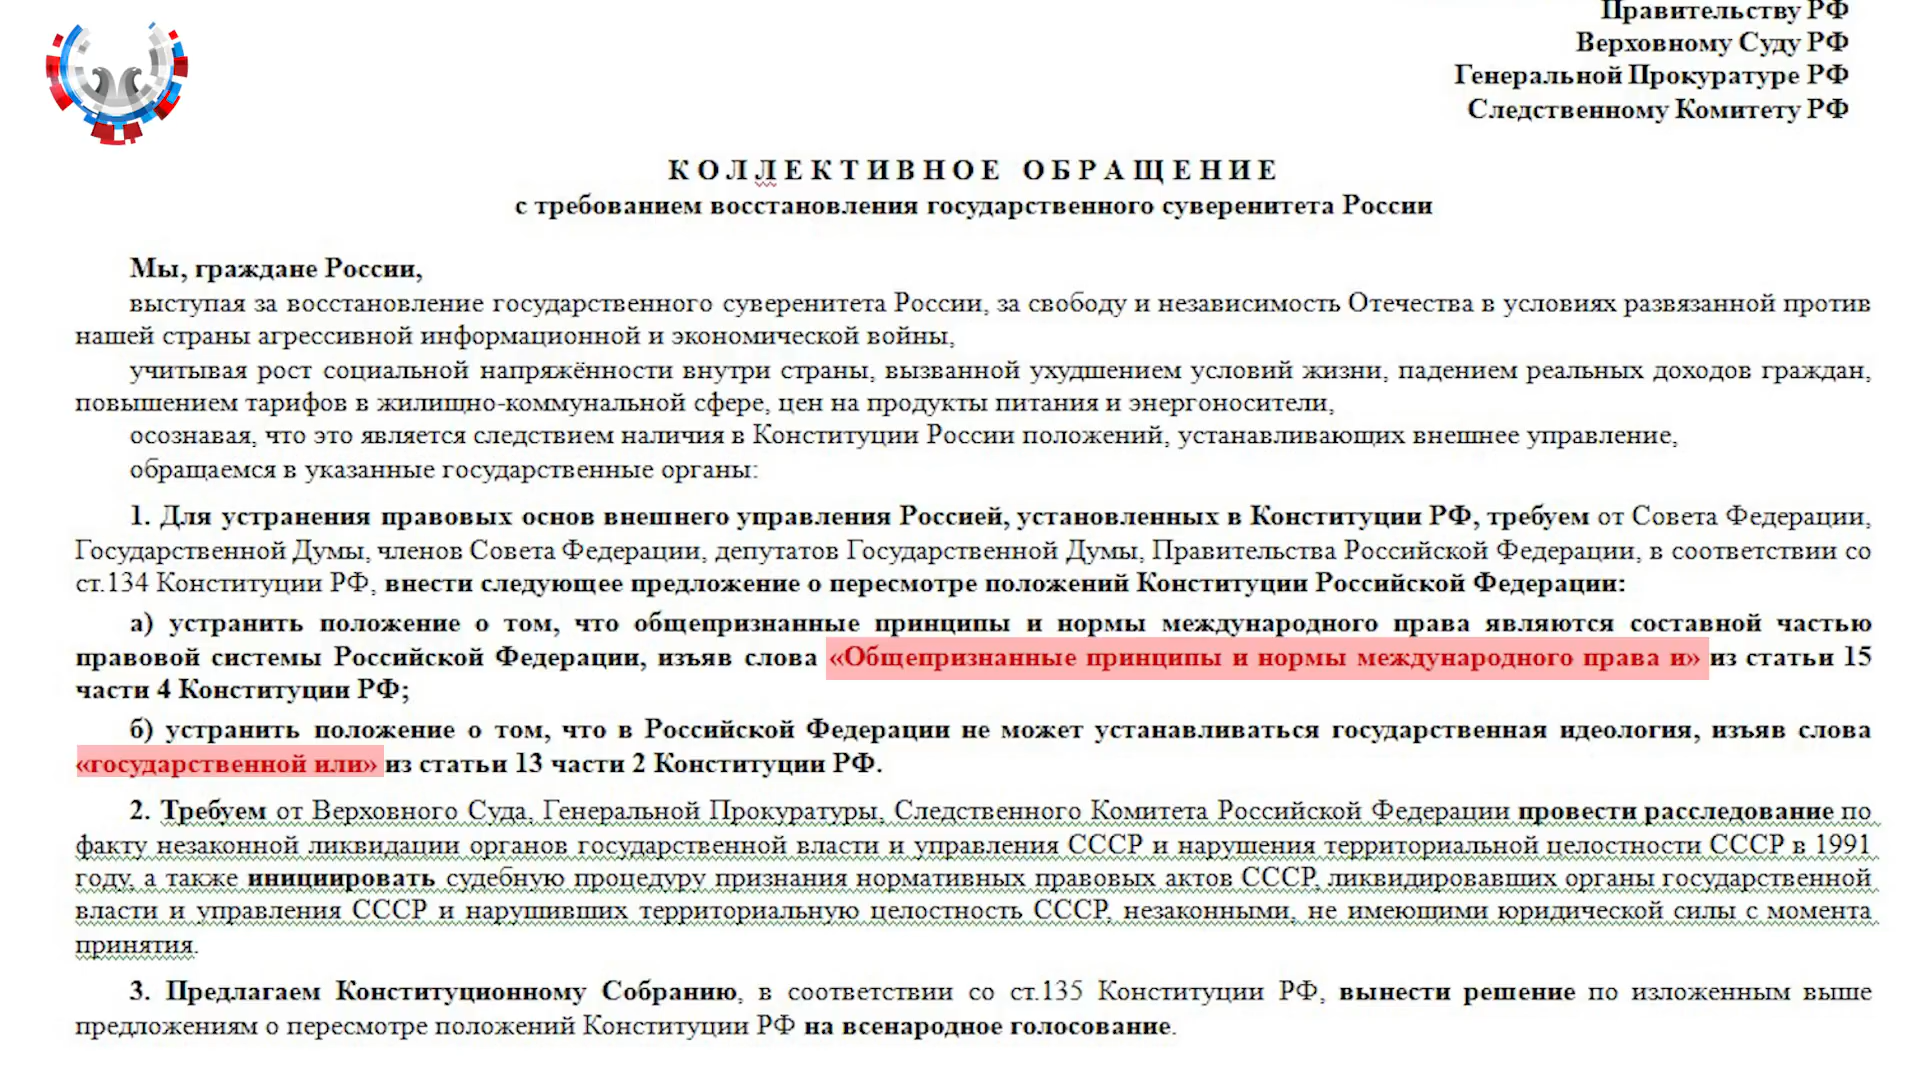 Правительству РФ
Верховному Суду РФ
Генеральной Прокуратуре РФ
Следственному Комитету РФ
КОЛЛЕКТИВНОЕ ОБРАЩЕНИЕ
с требованием восстановления государственного суверенитета России
Мы, граждане России,
выступая за восстановление государственного суверенитета России, за свободу и независимость Отечества в условиях развязанной против
нашей страны агрессивной информационной и экономической войны,
учитывая рост социальной напряжённости внутри страны, вызванной ухудшением условий жизни, падением реальных доходов граждан,
повышением тарифов в жилищно-коммунальной сфере, цен на продукты питания и энергоносители,
осознавая, что это является следствием наличия в Конституции России положений, устанавливающих внешнее управление,
обращаемся в указанные государственные органы:
1. Для устранения правовых основ внешнего управления Россией, установленных в Конституции РФ, требуем от Совета Федерации,
Государственной Думы, членов Совета Федерации, депутатов Государственной Думы, Правительства Российской Федерации, в соответствии со
ст.134 Конституции РФ, внести следующее предложение о пересмотре положений Конституции Российской Федерации:
а) устранить положение о том, что общепризнанные принципы и нормы международного права являются составной частью
правовой системы Российской Федерации, изъяв слова «Общепризнанные принципы и нормы международного права и» из статьи 15
части 4 Конституции РФ;
б) устранить положение о том, что в Российской Федерации не может устанавливаться государственная идеология, изъяв слова
«государственной или» из статьи 13 части 2 Конституции РФ.
2. Требуем от Верховного Суда, Генеральной Прокуратуры, Следственного Комитета Российской Федерации провести расследование по
факту незаконной ликвидации органов государственной власти и управления СССР и нарушения территориальной целостности СССР в 1991
году, а также инициировать судебную процедуру признания нормативных правовых актов СССР, ликвидировавших органы государственной
власти и управления СССР и нарушивших территориальную целостность СССР, незаконными, не имеющими юридической силы с момента
принятия.
3. Предлагаем Конституционному Собранию, в соответствии со ст.135 Конституции РФ, вынести решение по изложенным выше
предложениям о пересмотре положений Конституции РФ на всенародное голосование.